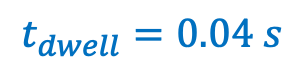 t_dwell = 0.04 s